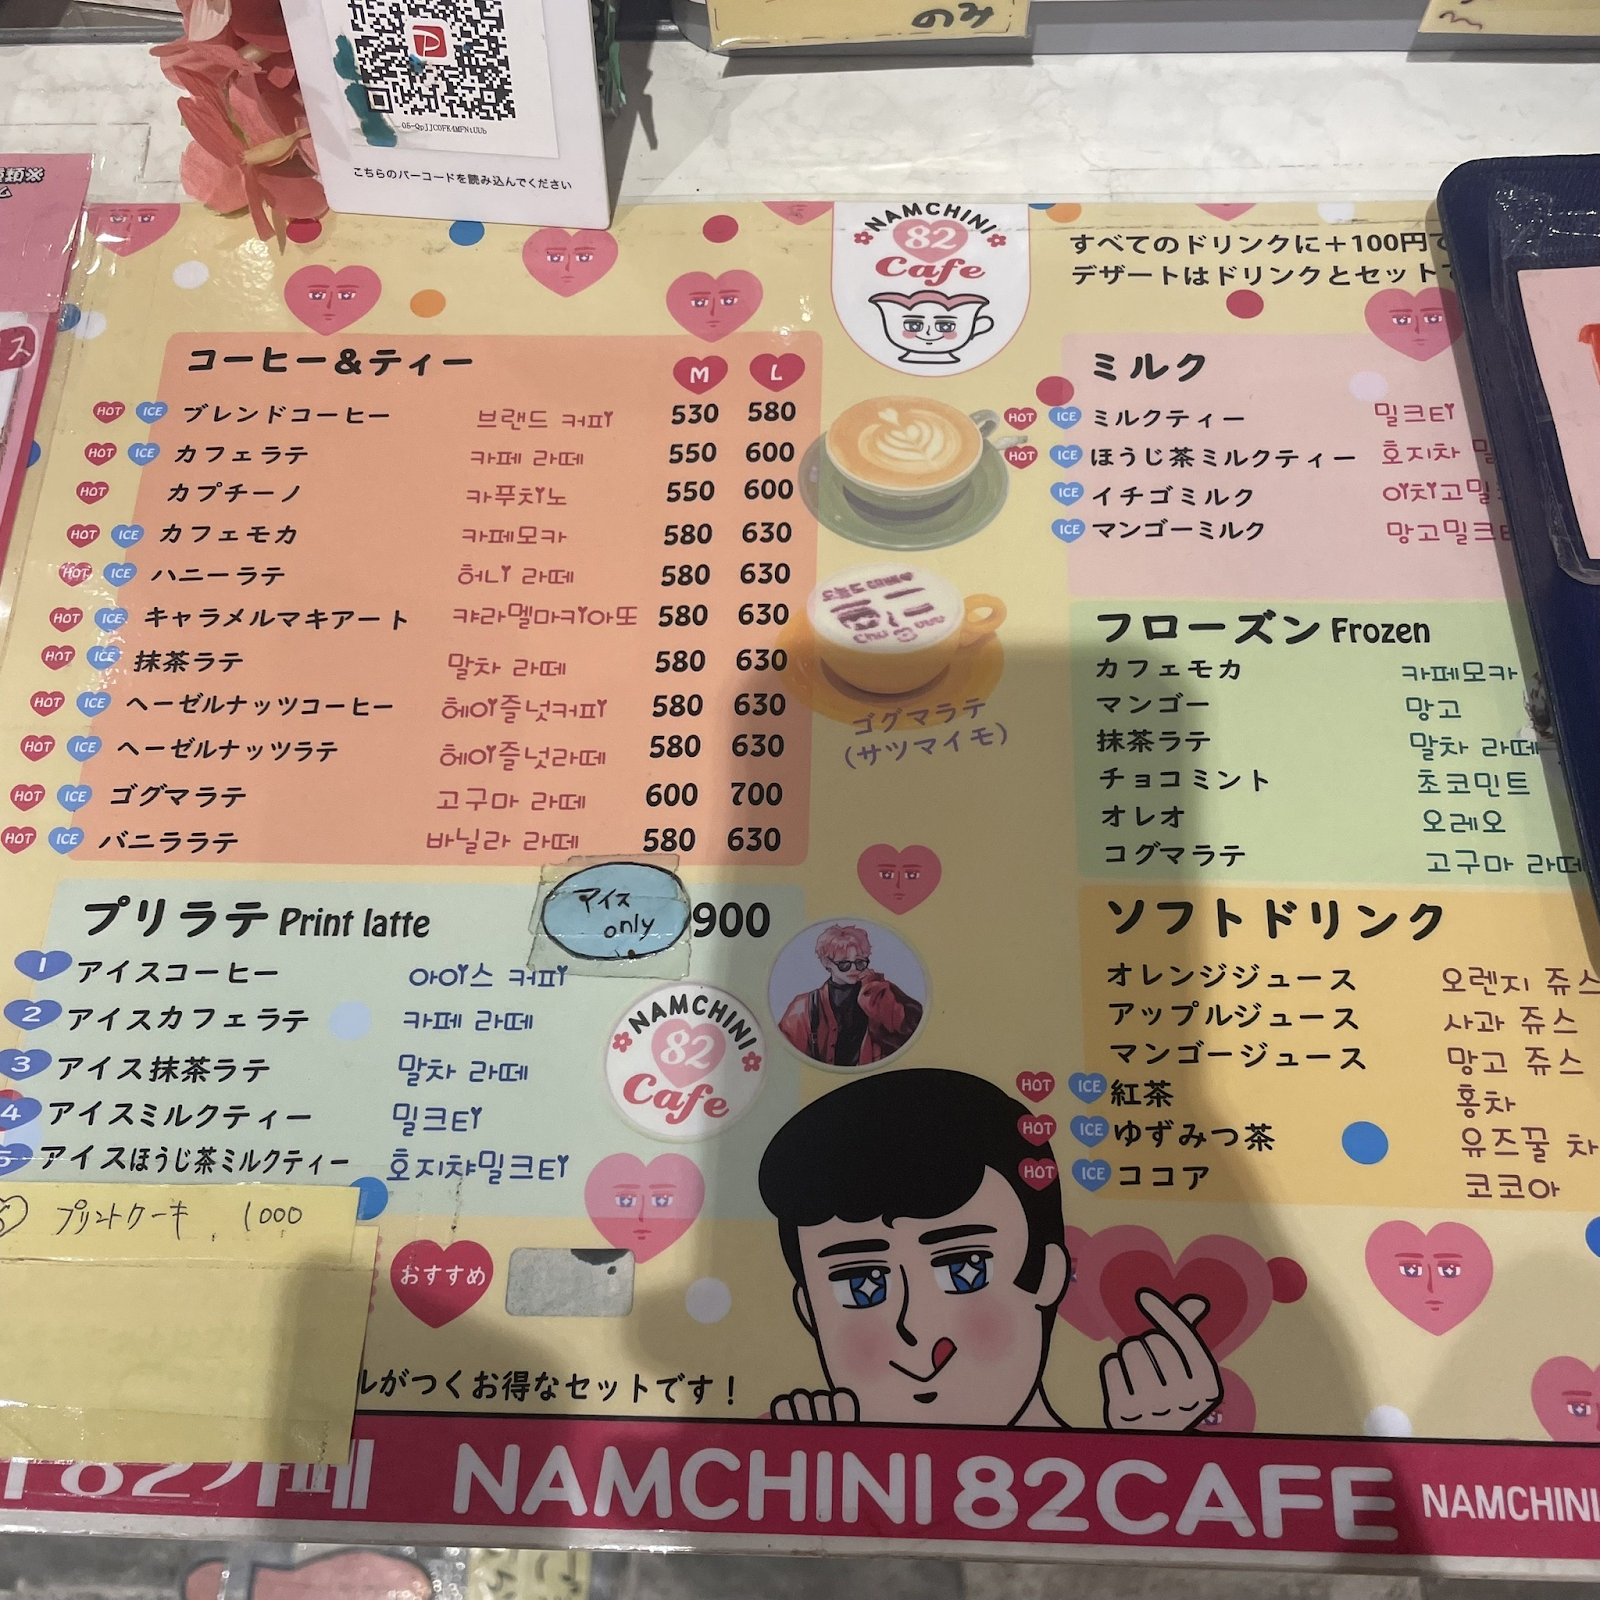 のみ
05-QpJJC0FK4MFNtUUb
こちらのバーコードを読み込んでください
NAMCHINI
82
Cafe
すべてのドリンクに＋100円で
デザートはドリンクとセットで
コーヒー＆ティー M L
HOT ICE ブレンドコーヒー 브랜드 커피 530 580
HOT ICE カフェラテ 카페 라떼 550 600
HOT カプチーノ 카푸치노 550 600
HOT ICE カフェモカ 카페모카 580 630
HOT ICE ハニーラテ 허니 라떼 580 630
HOT ICE キャラメルマキアート 캬라멜마키아또 580 630
HOT ICE 抹茶ラテ 말차 라떼 580 630
HOT ICE ヘーゼルナッツコーヒー 헤이즐넛커피 580 630
HOT ICE ヘーゼルナッツラテ 헤이즐넛라떼 580 630
HOT ICE ゴグマラテ 고구마 라떼 600 700
HOT ICE バニララテ 바닐라 라떼 580 630
ゴグマラテ
（サツマイモ）
プリラテ Print latte アイス only 900
1 アイスコーヒー 아이스 커피
2 アイスカフェラテ 카페 라떼
3 アイス抹茶ラテ 말차 라떼
4 アイスミルクティー 밀크티
5 アイスほうじ茶ミルクティー 호지챠밀크티
NAMCHINI
82
Cafe
プリントケーキ 1000
おすすめ
ルがつくお得なセットです！
ミルク
HOT ICE ミルクティー 밀크티
HOT ICE ほうじ茶ミルクティー 호지차
ICE イチゴミルク 이치고밀
ICE マンゴーミルク 망고밀크
フローズン Frozen
カフェモカ 카페모카
マンゴー 망고
抹茶ラテ 말차 라떼
チョコミント 초코민트
オレオ 오레오
コグマラテ 고구마 라떼
ソフトドリンク
オレンジジュース 오렌지 쥬스
アップルジュース 사과 쥬스
マンゴージュース 망고 쥬스
HOT ICE 紅茶 홍차
HOT ICE ゆずみつ茶 유즈꿀 차
HOT ICE ココア 코코아
82카페 NAMCHINI 82CAFE NAMCHINI